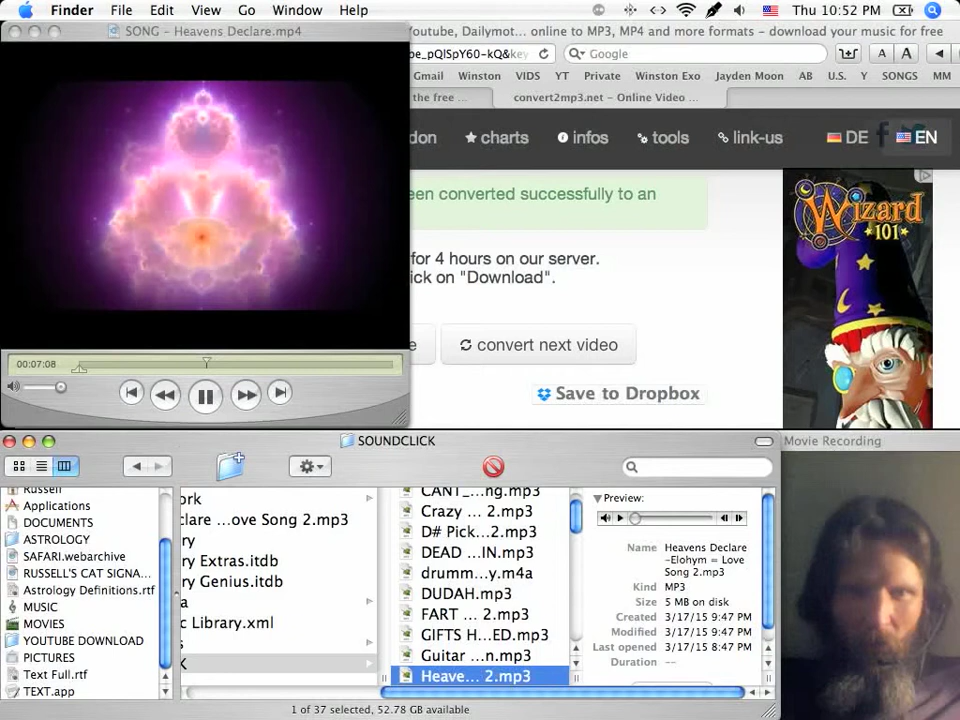 Finder File Edit View Go Window Help Thu 10:52 PM
SONG - Heavens Declare.mp4
Youtube, Dailymot... online to MP3, MP4 and more formats - download your music for free
be_pQlSpY60-kQ&key Google A A
Gmail Winston VIDS YT Private Winston Exo Jayden Moon AB U.S. Y SONGS MM
the free ... convert2mp3.net - Online Video ...
don charts infos tools link-us DE EN
een converted successfully to an
for 4 hours on our server.
ick on "Download".
e convert next video
Save to Dropbox
Wizard
101
00:07:08
SOUNDCLICK
Movie Recording
Russell
Applications
DOCUMENTS
ASTROLOGY
SAFARI.webarchive
RUSSELL'S CAT SIGNA...
Astrology Definitions.rtf
MUSIC
MOVIES
YOUTUBE DOWNLOAD
PICTURES
Text Full.rtf
TEXT.app
ork
clare ...ove Song 2.mp3
ry
ry Extras.itdb
ry Genius.itdb
a
c Library.xml
s
K
CANT_...ng.mp3
Crazy ... 2.mp3
D# Pick...2.mp3
DEAD ...IN.mp3
drumm...y.m4a
DUDAH.mp3
FART ... 2.mp3
GIFTS H...ED.mp3
Guitar ...n.mp3
Heave... 2.mp3
Preview:
Name Heavens Declare
-Elohym = Love
Song 2.mp3
Kind MP3
Size 5 MB on disk
Created 3/17/15 9:47 PM
Modified 3/17/15 9:47 PM
Last opened 3/17/15 8:47 PM
Duration --
1 of 37 selected, 52.78 GB available